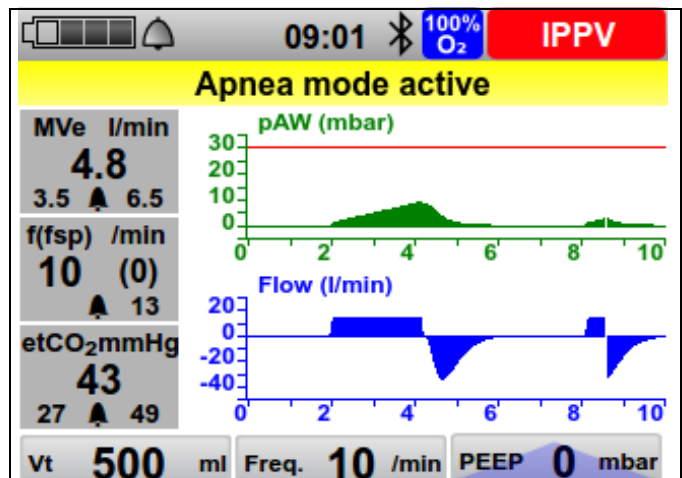 09:01 100% O₂ IPPV
Apnea mode active
MVe l/min
4.8
3.5 6.5
f(fsp) /min
10 (0)
13
etCO₂mmHg
43
27 49
pAW (mbar)
30
20
10
0
0 2 4 6 8 10
Flow (l/min)
20
0
-20
-40
0 2 4 6 8 10
Vt 500 ml Freq. 10 /min PEEP 0 mbar